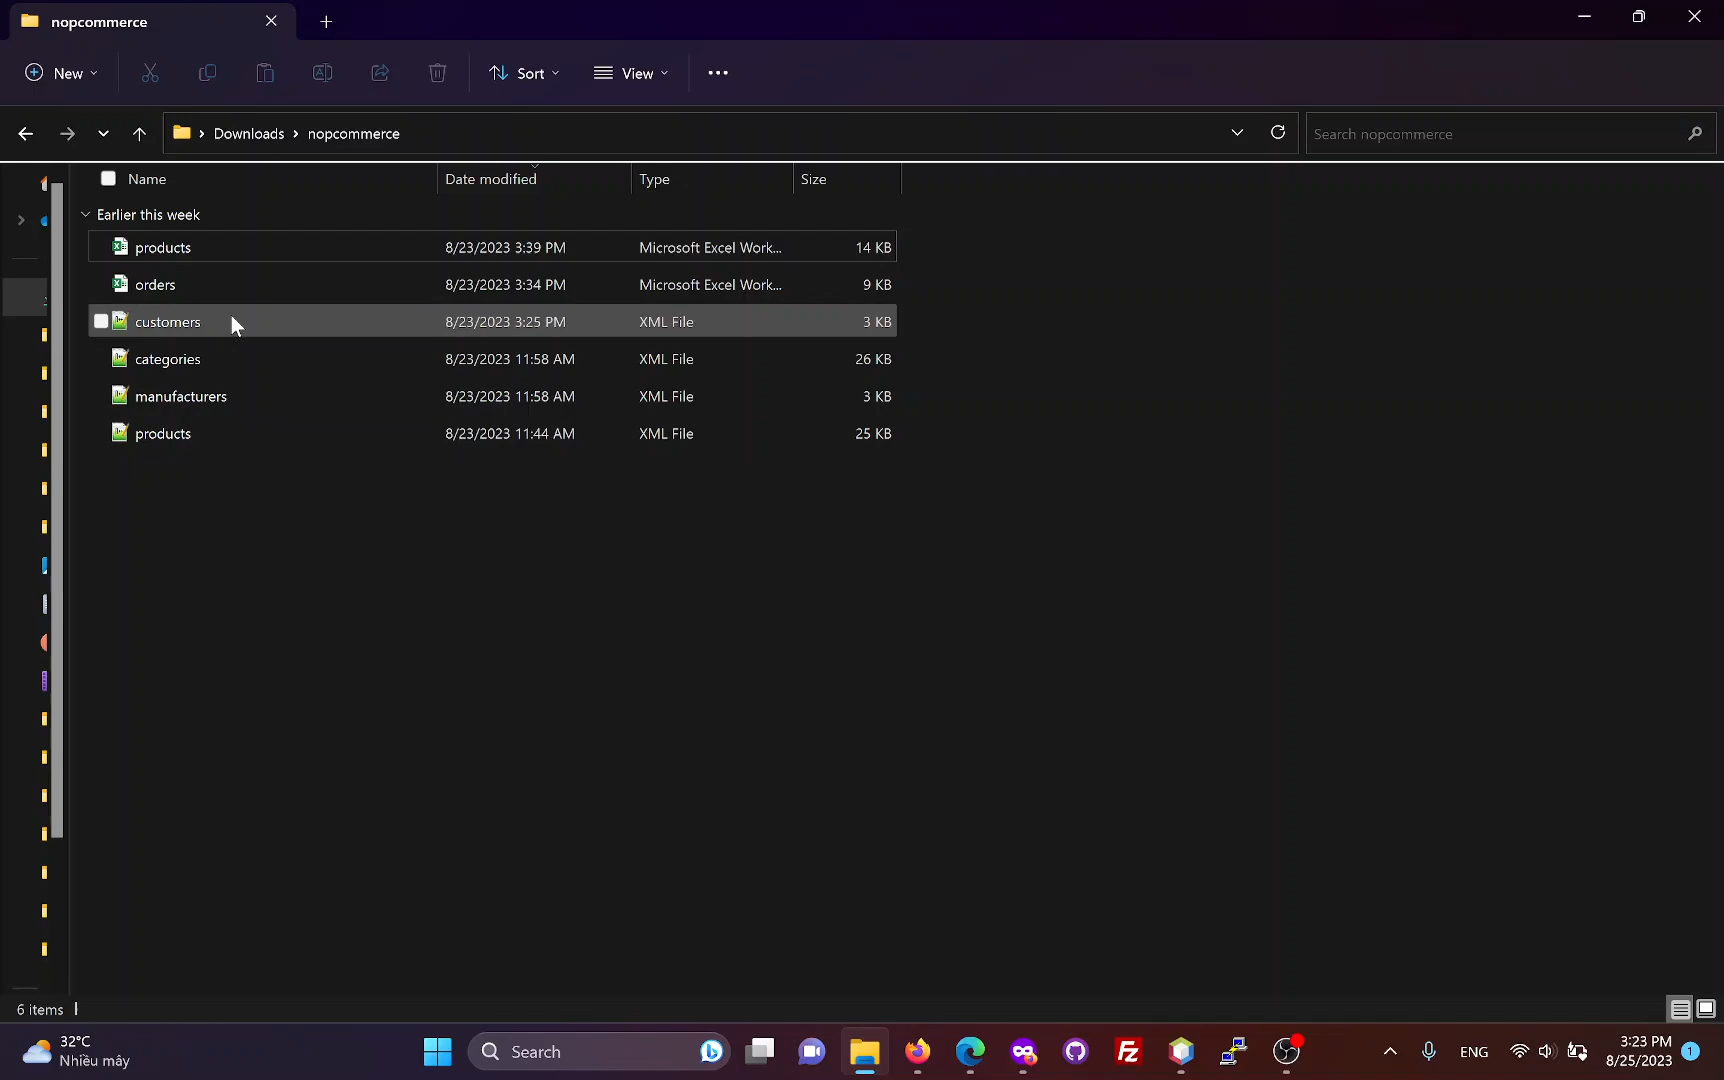 nopcommerce
New
Sort
View
Downloads > nopcommerce
Search nopcommerce
Name Date modified Type Size
Earlier this week
products 8/23/2023 3:39 PM Microsoft Excel Work... 14 KB
orders 8/23/2023 3:34 PM Microsoft Excel Work... 9 KB
customers 8/23/2023 3:25 PM XML File 3 KB
categories 8/23/2023 11:58 AM XML File 26 KB
manufacturers 8/23/2023 11:58 AM XML File 3 KB
products 8/23/2023 11:44 AM XML File 25 KB
6 items
32°C
Nhiều mây
Search
FZ
ENG
3:23 PM
8/25/2023
1